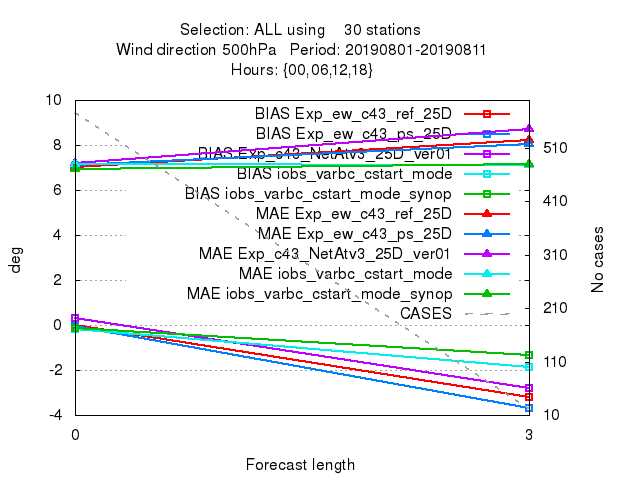 Selection: ALL using 30 stations
Wind direction 500hPa Period: 20190801-20190811
Hours: {00,06,12,18}
10
8
6
4
2
0
-2
-4
deg
BIAS Exp_ew_c43_ref_25D
BIAS Exp_ew_c43_ps_25D
BIAS Exp_c43_NetAtv3_25D_ver01
BIAS iobs_varbc_cstart_mode
BIAS iobs_varbc_cstart_mode_synop
MAE Exp_ew_c43_ref_25D
MAE Exp_ew_c43_ps_25D
MAE Exp_c43_NetAtv3_25D_ver01
MAE iobs_varbc_cstart_mode
MAE iobs_varbc_cstart_mode_synop
CASES
510
410
310
210
110
10
No cases
0
3
Forecast length